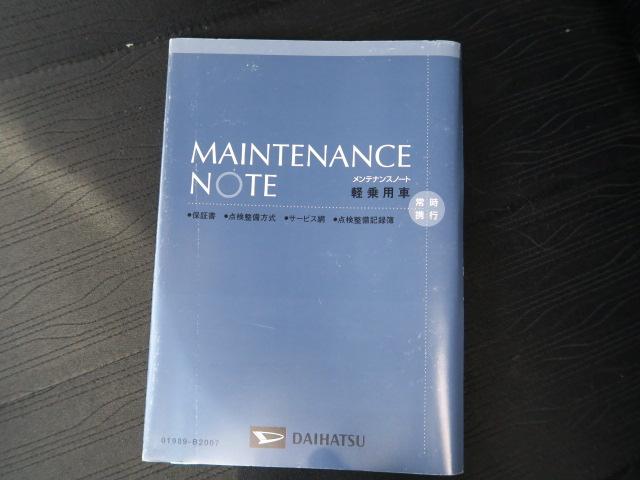 MAINTENANCE
NOTE
メンテナンスノート
軽乗用車
常時
携行
●保証書 ●点検整備方式 ●サービス網 ●点検整備記録簿
01989-B2007
DAIHATSU